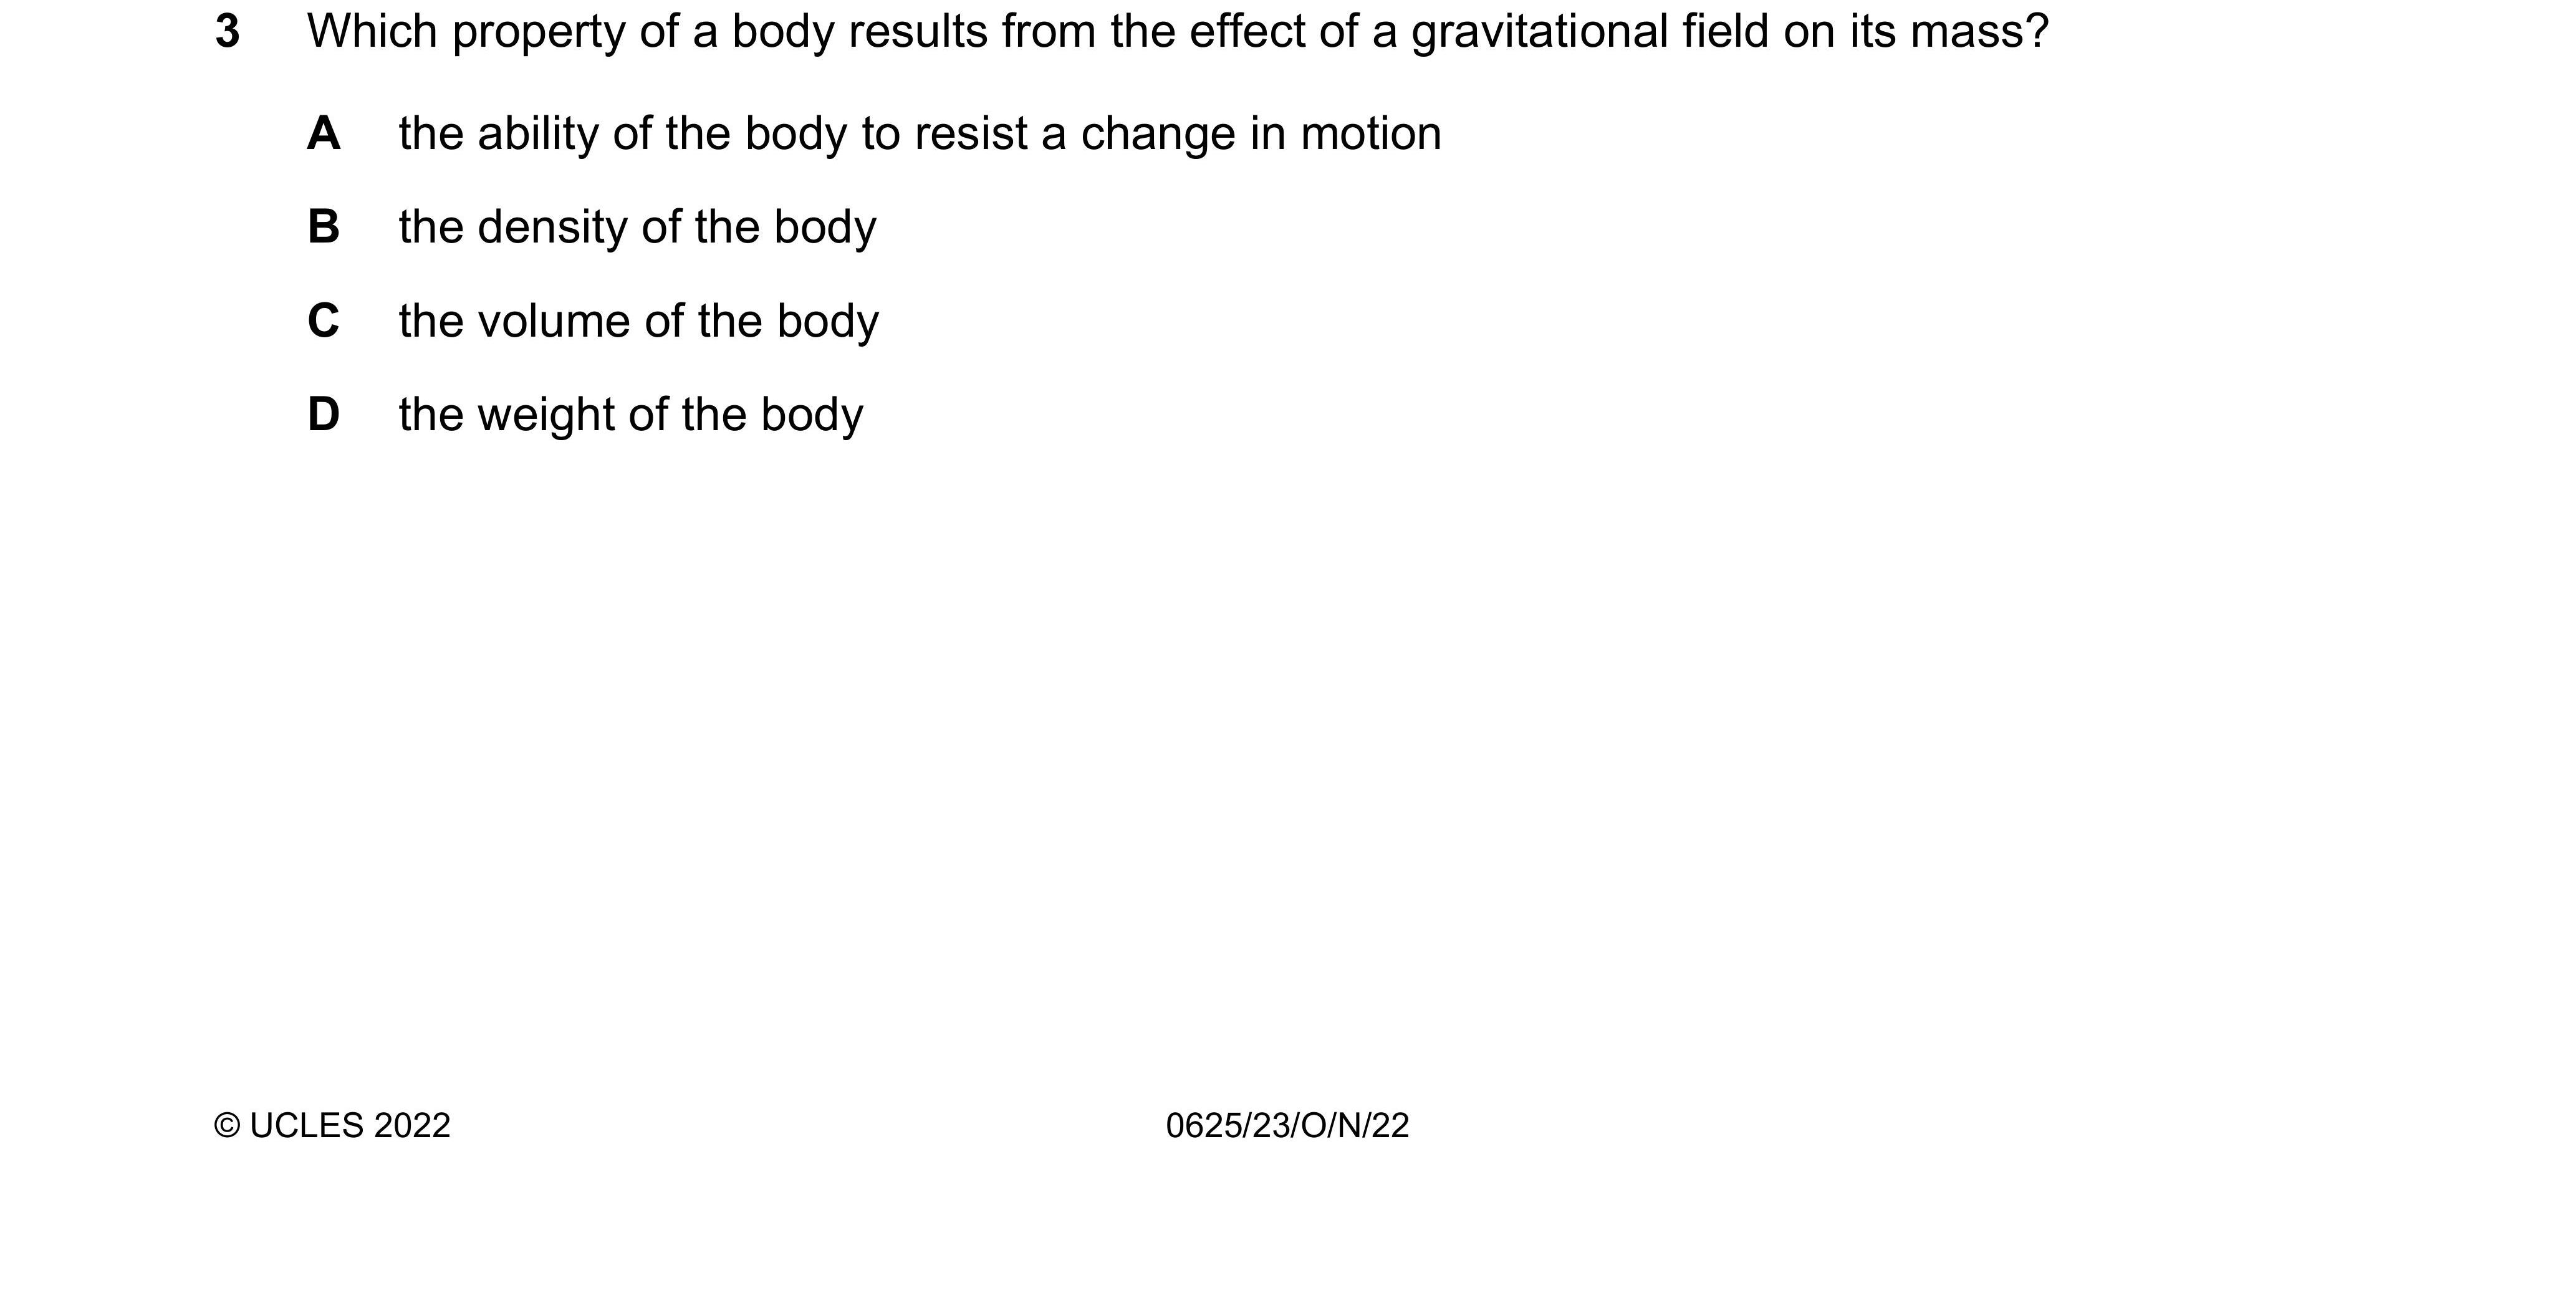 3 Which property of a body results from the effect of a gravitational field on its mass?
A the ability of the body to resist a change in motion
B the density of the body
C the volume of the body
D the weight of the body
© UCLES 2022 0625/23/O/N/22